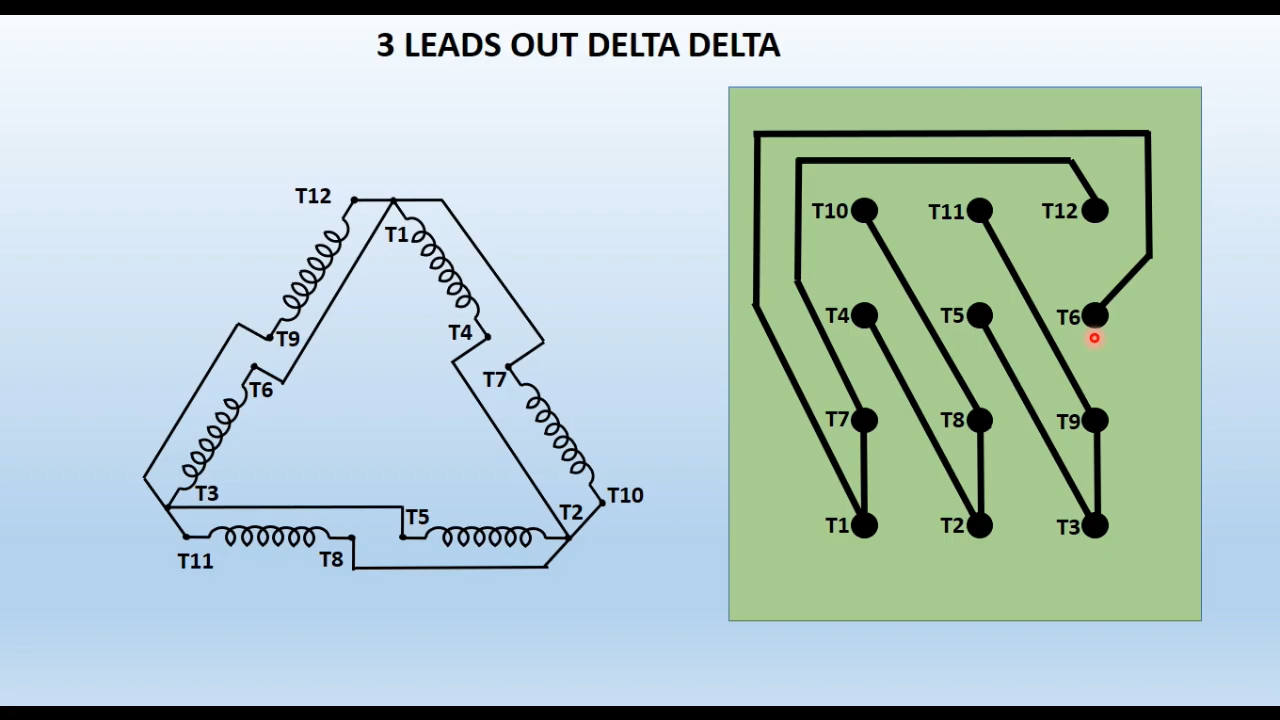 3 LEADS OUT DELTA DELTA
T12
T1
T9
T4
T6
T7
T3
T10
T5
T2
T11
T8
T10 T11 T12
T4 T5 T6
T7 T8 T9
T1 T2 T3